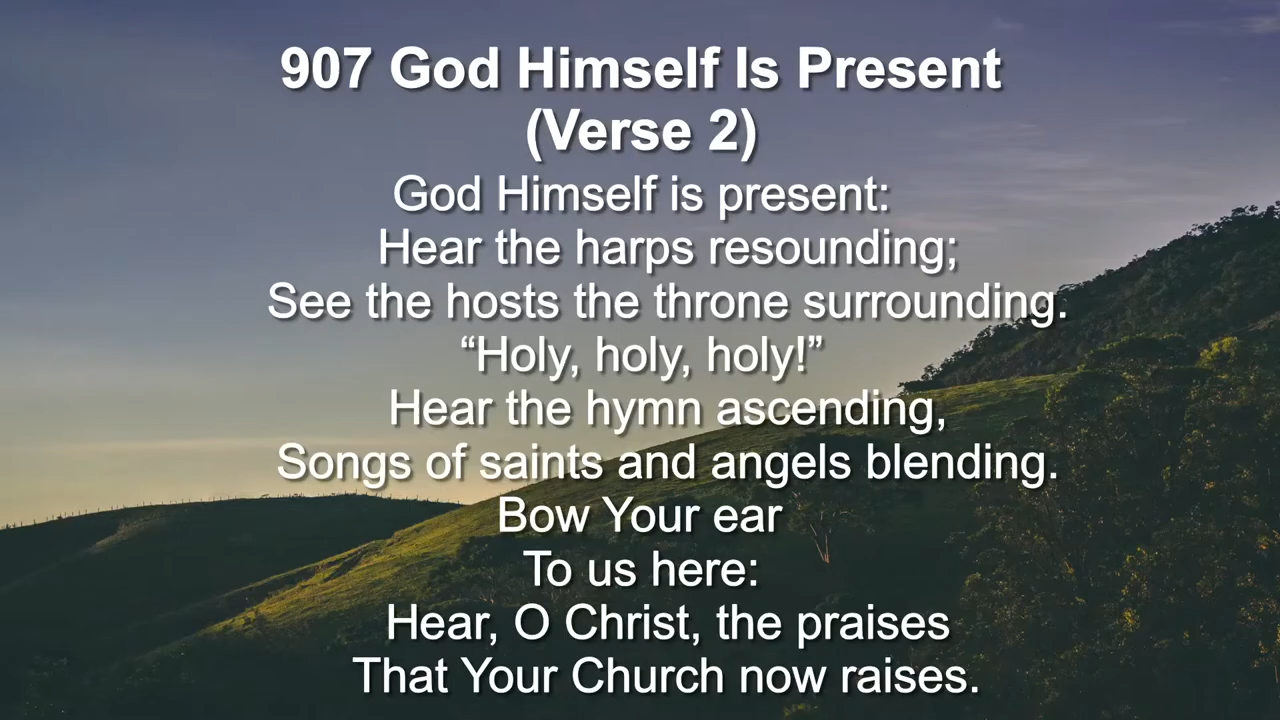 907 God Himself Is Present
(Verse 2)
God Himself is present:
Hear the harps resounding;
See the hosts the throne surrounding.
“Holy, holy, holy!”
Hear the hymn ascending,
Songs of saints and angels blending.
Bow Your ear
To us here:
Hear, O Christ, the praises
That Your Church now raises.